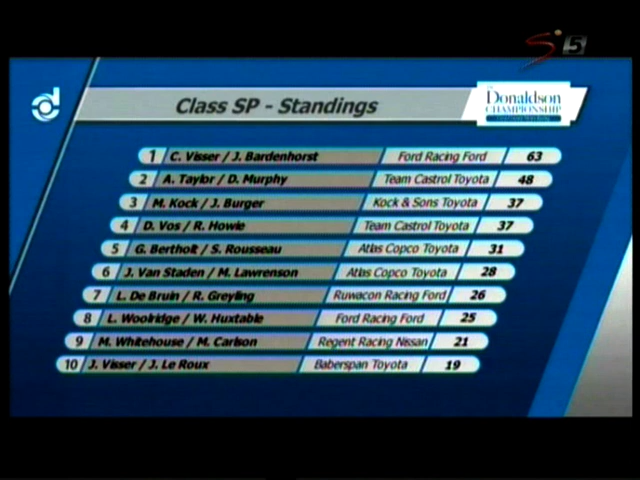 S 5
Class SP - Standings
Donaldson
CHAMPIONSHIP
1 C. Visser / J. Bardenhorst Ford Racing Ford 63
2 A. Taylor / D. Murphy Team Castrol Toyota 48
3 M. Kock / J. Burger Kock & Sons Toyota 37
4 D. Vos / R. Howie Team Castrol Toyota 37
5 G. Bertholt / S. Rousseau Atlas Copco Toyota 31
6 J. Van Staden / M. Lawrenson Atlas Copco Toyota 28
7 L. De Bruin / R. Greyling Ruwacon Racing Ford 26
8 L. Woolridge / W. Huxtable Ford Racing Ford 25
9 M. Whitehouse / M. Carlson Regent Racing Nissan 21
10 J. Visser / J. Le Roux Baberspan Toyota 19